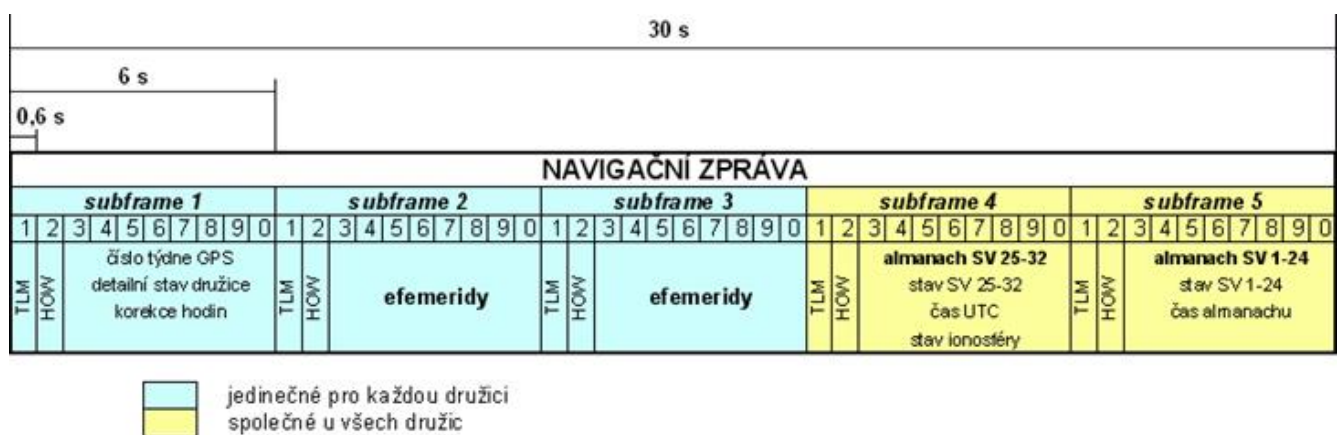 30 s
6 s
0,6 s
NAVIGAČNÍ ZPRÁVA
subframe 1 subframe 2 subframe 3 subframe 4 subframe 5
1 2 3 4 5 6 7 8 9 0 1 2 3 4 5 6 7 8 9 0 1 2 3 4 5 6 7 8 9 0 1 2 3 4 5 6 7 8 9 0 1 2 3 4 5 6 7 8 9 0
TLM
HOW
číslo týdne GPS
detailní stav družice
korekce hodin
TLM
HOW
efemeridy
TLM
HOW
efemeridy
TLM
HOW
almanach SV 25-32
stav SV 25-32
čas UTC
stav ionosféry
TLM
HOW
almanach SV 1-24
stav SV 1-24
čas almanachu
jedinečné pro každou družici
společné u všech družic